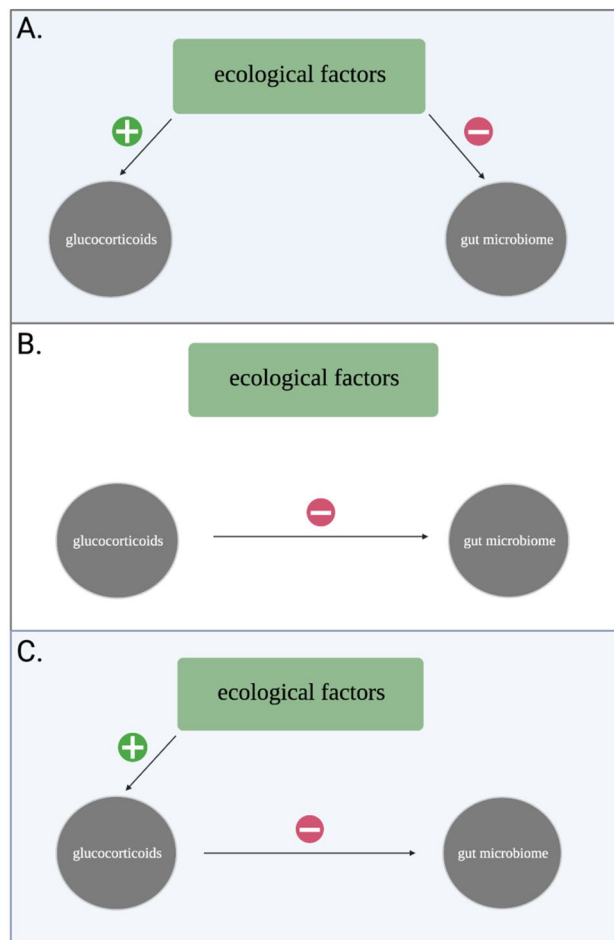 A.
ecological factors
glucocorticoids
gut microbiome
B.
ecological factors
glucocorticoids
gut microbiome
C.
ecological factors
glucocorticoids
gut microbiome